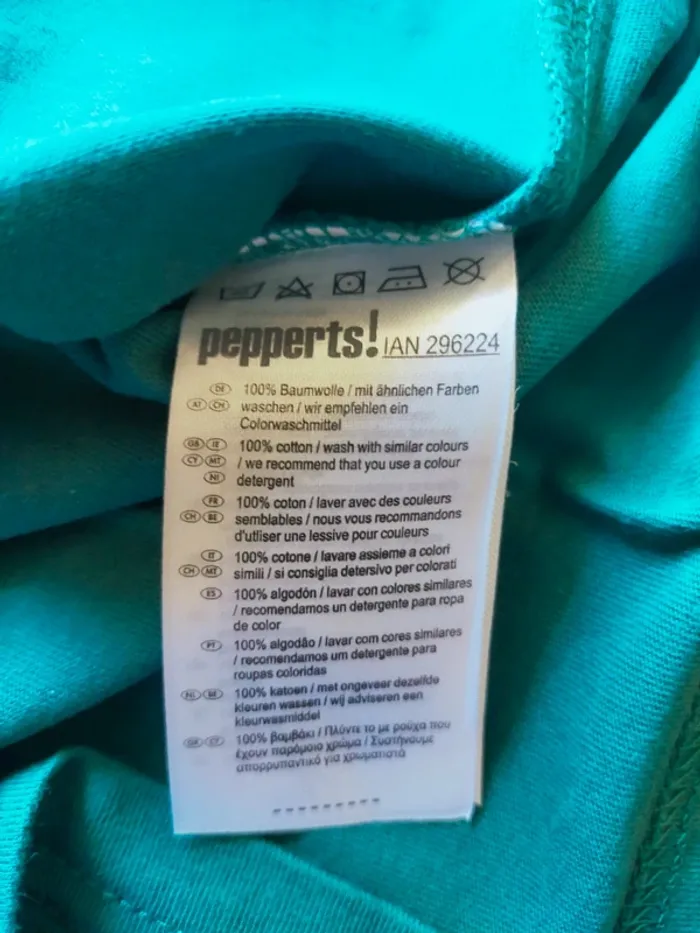 pepperts! IAN 296224
DE 100% Baumwolle / mit ähnlichen Farben
AT CH waschen / wir empfehlen ein
Colorwaschmittel
GB IE 100% cotton / wash with similar colours
CY MT / we recommend that you use a colour
NI detergent
FR 100% coton / laver avec des couleurs
CH BE semblables / nous vous recommandons
d'utliser une lessive pour couleurs
IT 100% cotone / lavare assieme a colori
CH MT simili / si consiglia detersivo per colorati
ES 100% algodón / lavar con colores similares
/ recomendamos un detergente para ropa
de color
PT 100% algodão / lavar com cores similares
/ recomendamos um detergente para
roupas coloridas
NL BE 100% katoen / met ongeveer dezelfde
kleuren wassen / wij adviseren een
kleurwasmiddel
GR CY 100% βαμβάκι / Πλύντε το με ρούχα που
έχουν παρόμοιο χρώμα / Συστήνουμε
απορρυπαντικό για χρωματιστά